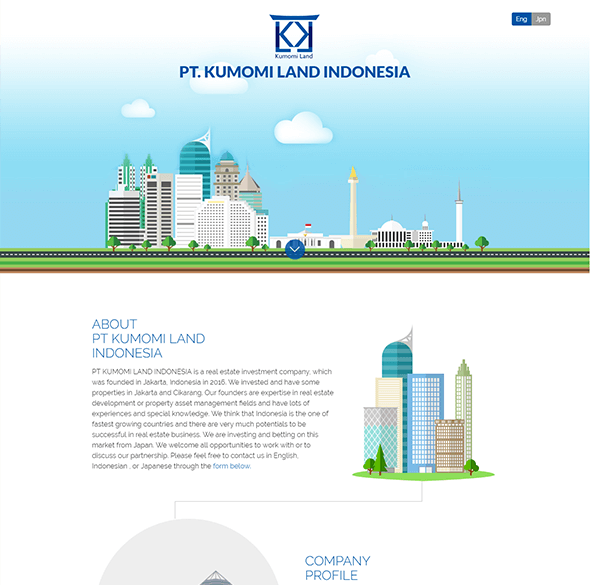 Eng Jpn
Kumomi Land
PT. KUMOMI LAND INDONESIA
ABOUT
PT KUMOMI LAND
INDONESIA
PT KUMOMI LAND INDONESIA is a real estate investment company, which
was founded in Jakarta, Indonesia in 2016. We invested and have some
properties in Jakarta and Cikarang. Our founders are expertise in real estate
development or property asset management fields and have lots of
experiences and special knowledge. We think that Indonesia is the one of
fastest growing countries and there are very much potentials to be
successful in real estate business. We are investing and betting on this
market from Japan. We welcome all opportunities to work with or to
discuss our partnership. Please feel free to contact us in English,
Indonesian , or Japanese through the form below.
COMPANY
PROFILE